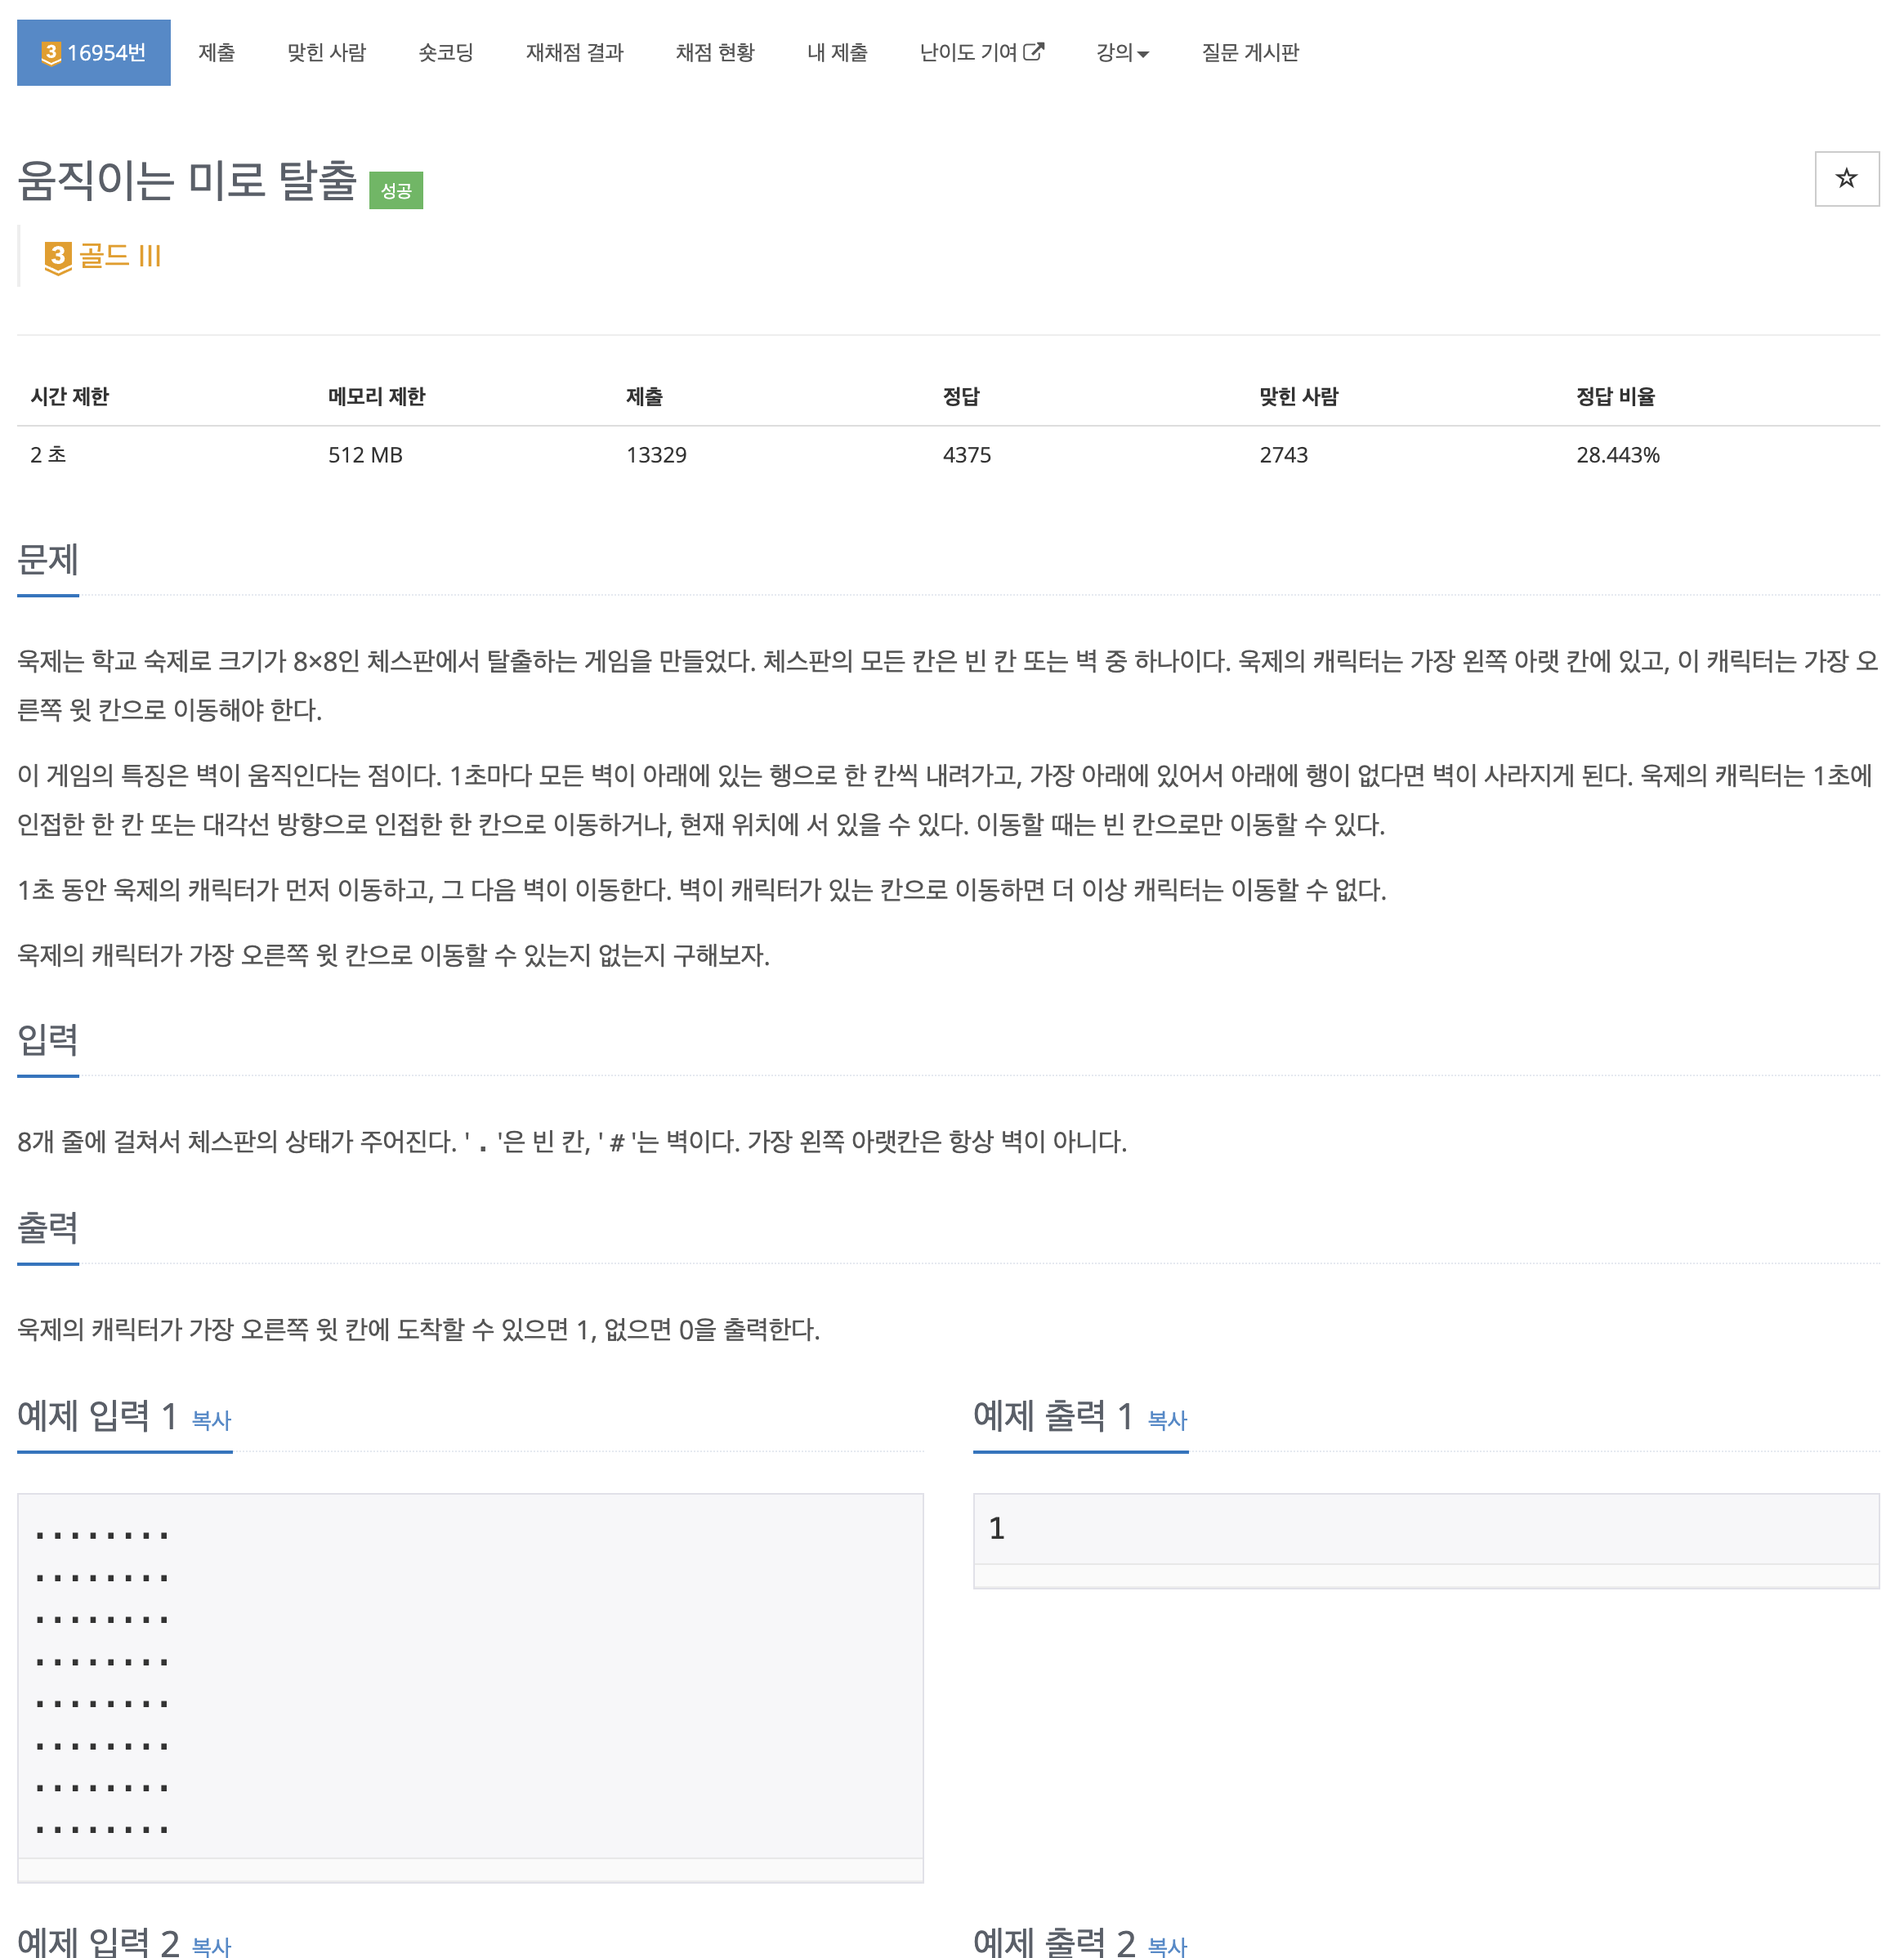 3 16954번 제출 맞힌 사람 숏코딩 재채점 결과 채점 현황 내 제출 난이도 기여 강의 질문 게시판
움직이는 미로 탈출 성공
3 골드 III
시간 제한 메모리 제한 제출 정답 맞힌 사람 정답 비율
2 초 512 MB 13329 4375 2743 28.443%
문제
욱제는 학교 숙제로 크기가 8×8인 체스판에서 탈출하는 게임을 만들었다. 체스판의 모든 칸은 빈 칸 또는 벽 중 하나이다. 욱제의 캐릭터는 가장 왼쪽 아랫 칸에 있고, 이 캐릭터는 가장 오
른쪽 윗 칸으로 이동해야 한다.
이 게임의 특징은 벽이 움직인다는 점이다. 1초마다 모든 벽이 아래에 있는 행으로 한 칸씩 내려가고, 가장 아래에 있어서 아래에 행이 없다면 벽이 사라지게 된다. 욱제의 캐릭터는 1초에
인접한 한 칸 또는 대각선 방향으로 인접한 한 칸으로 이동하거나, 현재 위치에 서 있을 수 있다. 이동할 때는 빈 칸으로만 이동할 수 있다.
1초 동안 욱제의 캐릭터가 먼저 이동하고, 그 다음 벽이 이동한다. 벽이 캐릭터가 있는 칸으로 이동하면 더 이상 캐릭터는 이동할 수 없다.
욱제의 캐릭터가 가장 오른쪽 윗 칸으로 이동할 수 있는지 없는지 구해보자.
입력
8개 줄에 걸쳐서 체스판의 상태가 주어진다. '.'은 빈 칸, '#'는 벽이다. 가장 왼쪽 아랫칸은 항상 벽이 아니다.
출력
욱제의 캐릭터가 가장 오른쪽 윗 칸에 도착할 수 있으면 1, 없으면 0을 출력한다.
예제 입력 1 복사 예제 출력 1 복사
........ 1
........
........
........
........
........
........
........
예제 입력 2 복사 예제 출력 2 복사